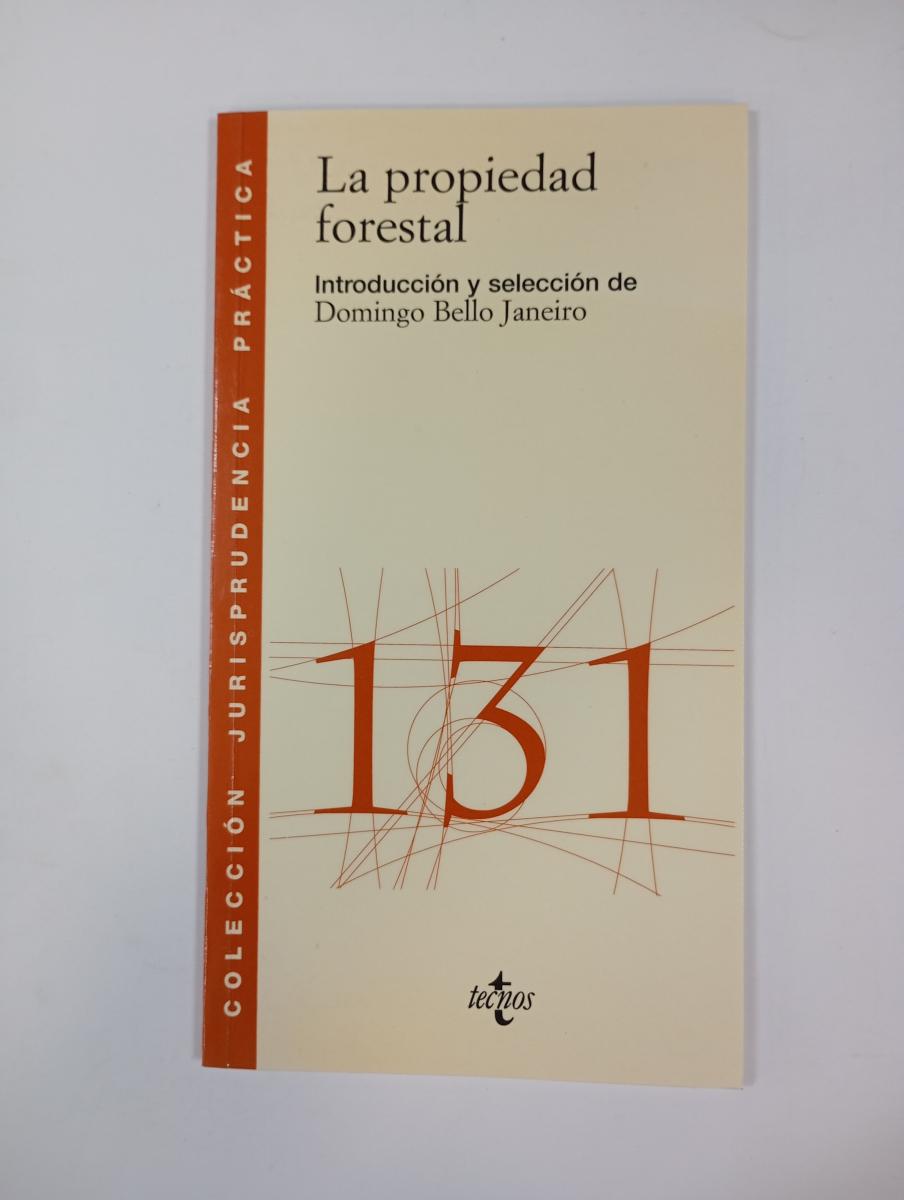 La propiedad
forestal
Introducción y selección de
Domingo Bello Janeiro
COLECCIÓN JURISPRUDENCIA PRÁCTICA
131
tecnos